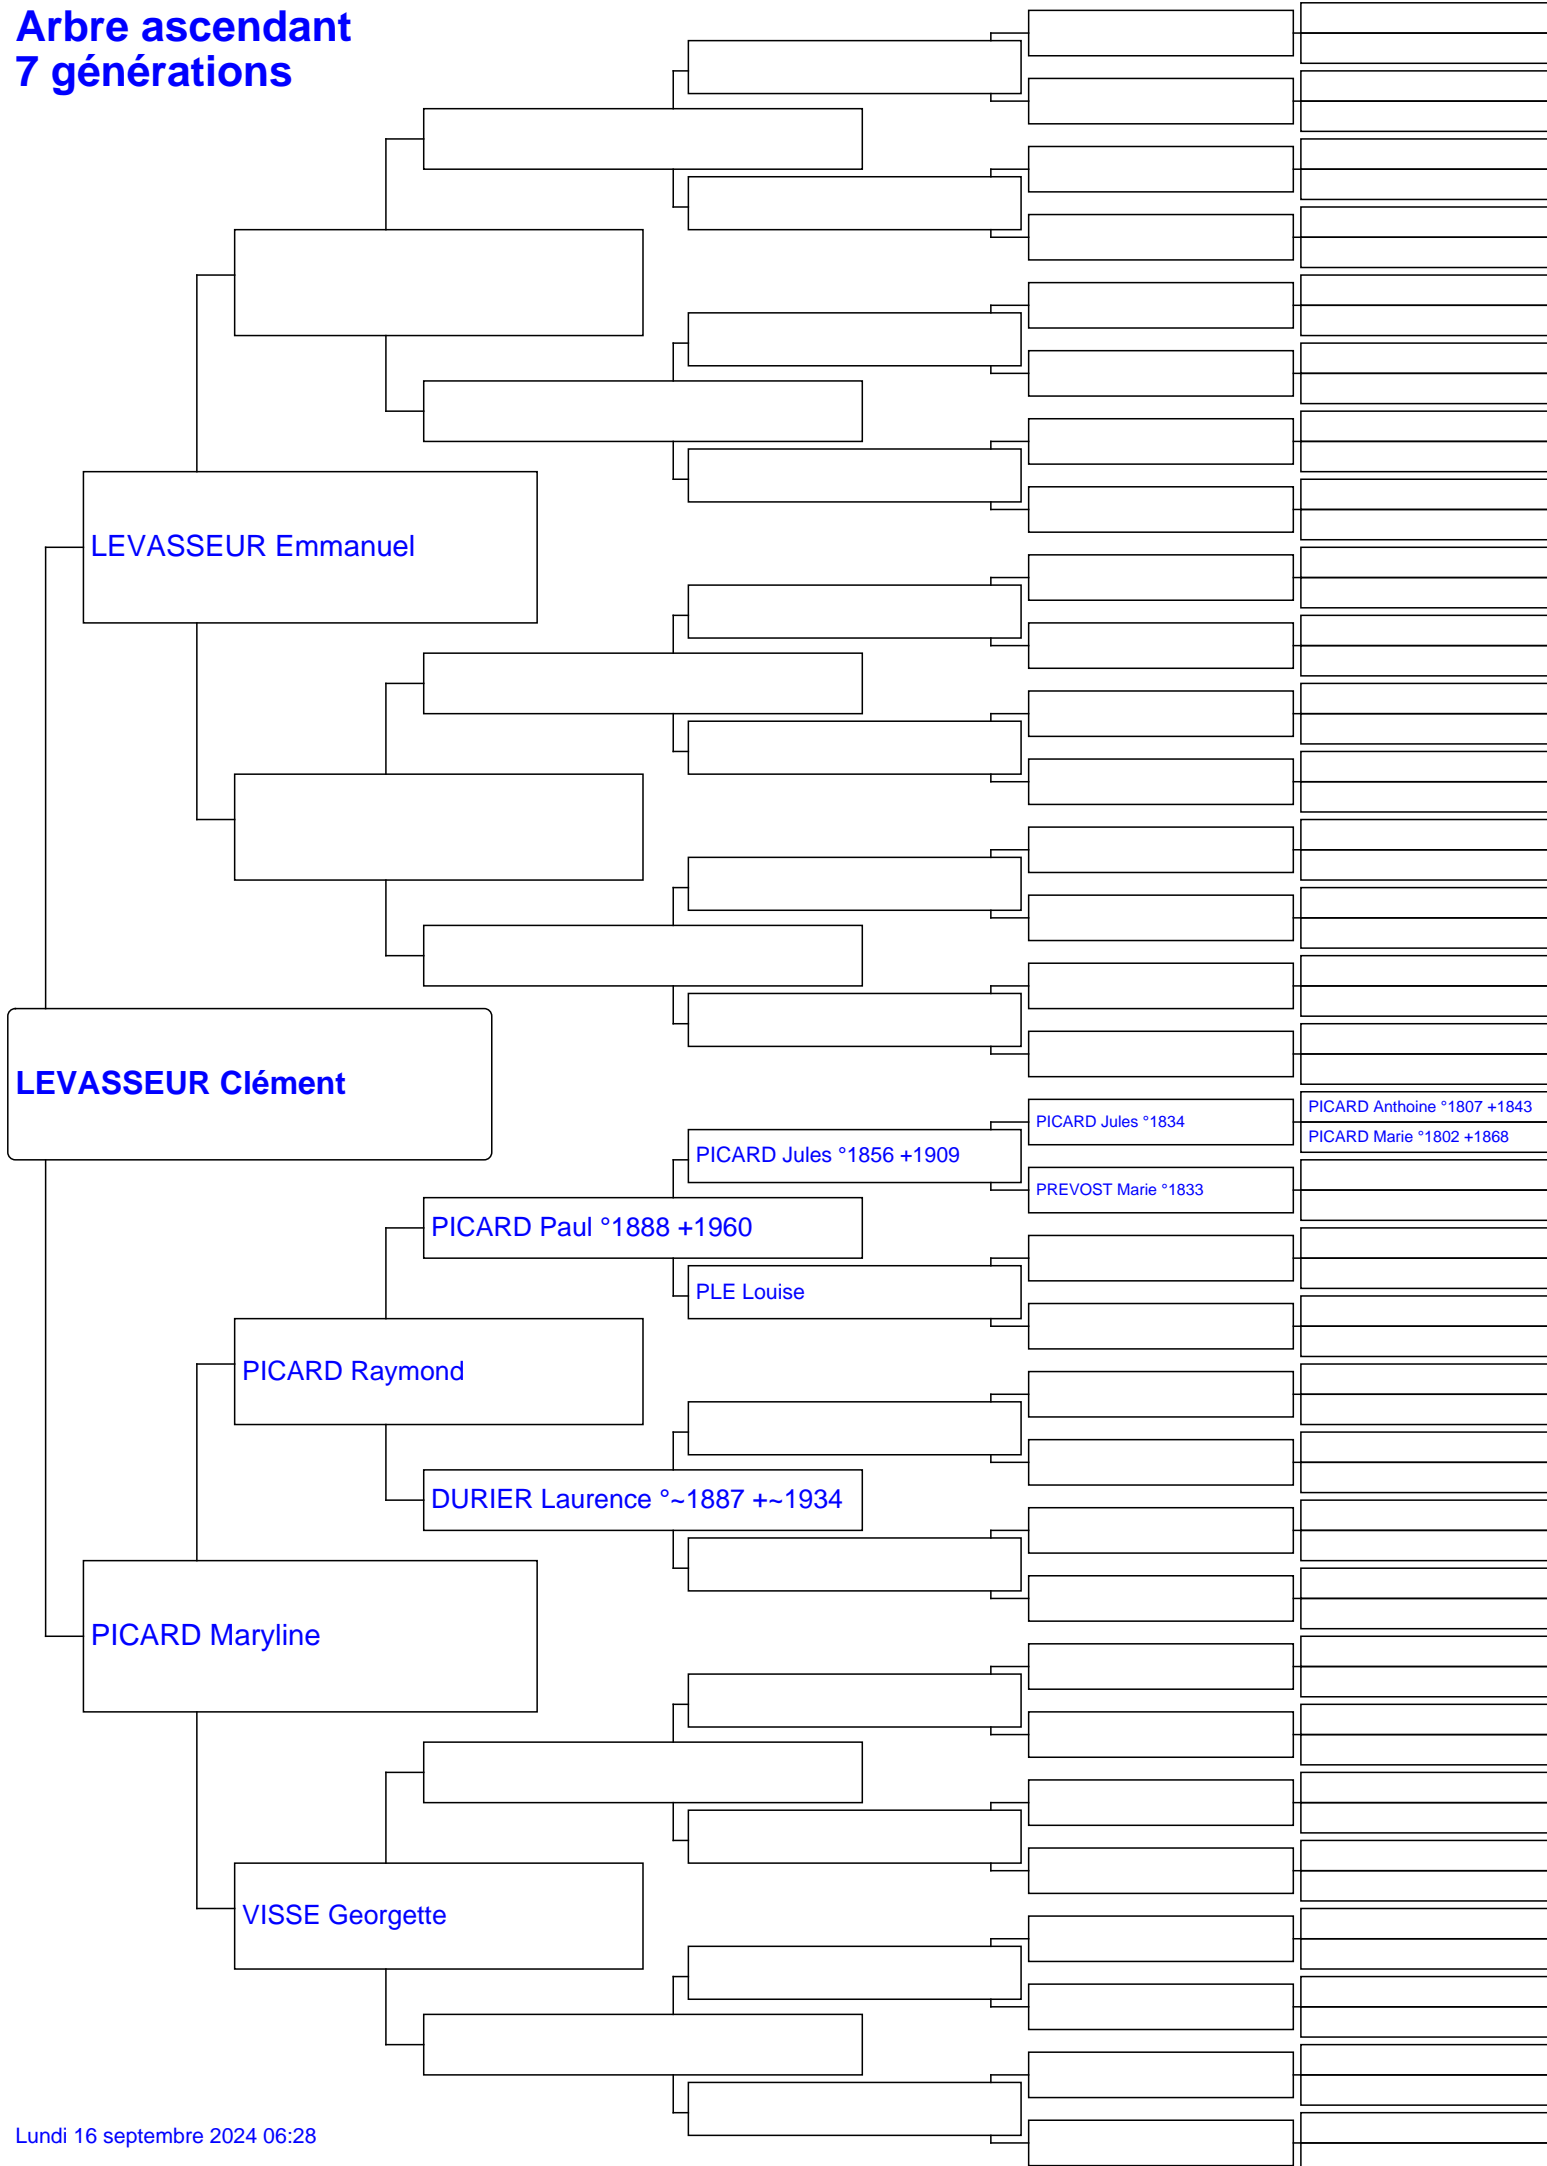 Arbre ascendant
7 générations
LEVASSEUR Emmanuel
LEVASSEUR Clément
PICARD Anthoine °1807 +1843
PICARD Jules °1834
PICARD Marie °1802 +1868
PICARD Jules °1856 +1909
PREVOST Marie °1833
PICARD Paul °1888 +1960
PLE Louise
PICARD Raymond
DURIER Laurence °~1887 +~1934
PICARD Maryline
VISSE Georgette
Lundi 16 septembre 2024 06:28